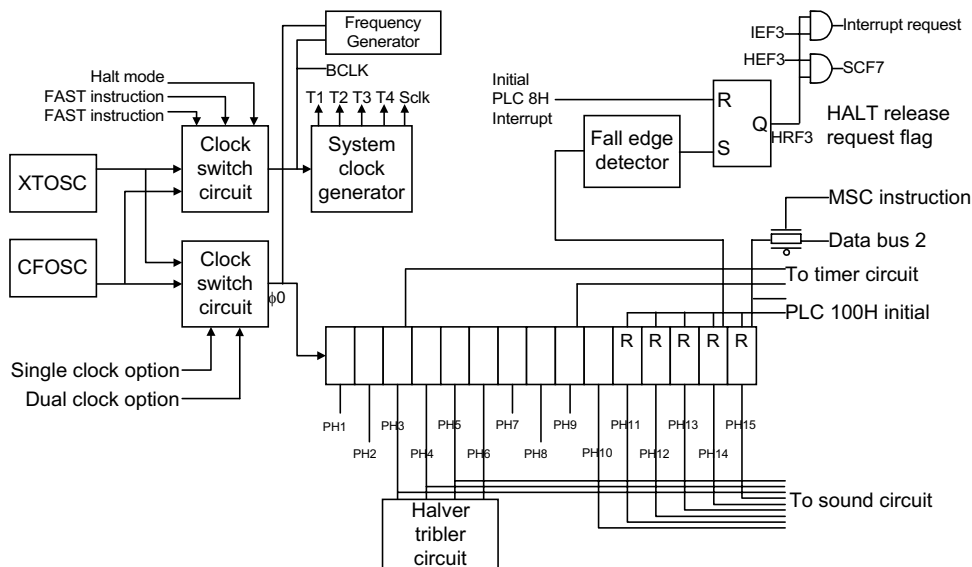 Frequency
Generator
Interrupt request
IEF3
HEF3
SCF7
BCLK
Halt mode
FAST instruction
FAST instruction
T1 T2 T3 T4 Sclk
Initial
PLC 8H
Interrupt
R
Q
S
HRF3
HALT release
request flag
Clock
switch
circuit
System
clock
generator
Fall edge
detector
XTOSC
MSC instruction
Data bus 2
CFOSC
Clock
switch
circuit
ϕ0
To timer circuit
PLC 100H initial
R R R R R
Single clock option
Dual clock option
PH1
PH3
PH5
PH7
PH9
PH11
PH13
PH15
PH2
PH4
PH6
PH8
PH10
PH12
PH14
To sound circuit
Halver
tribler
circuit